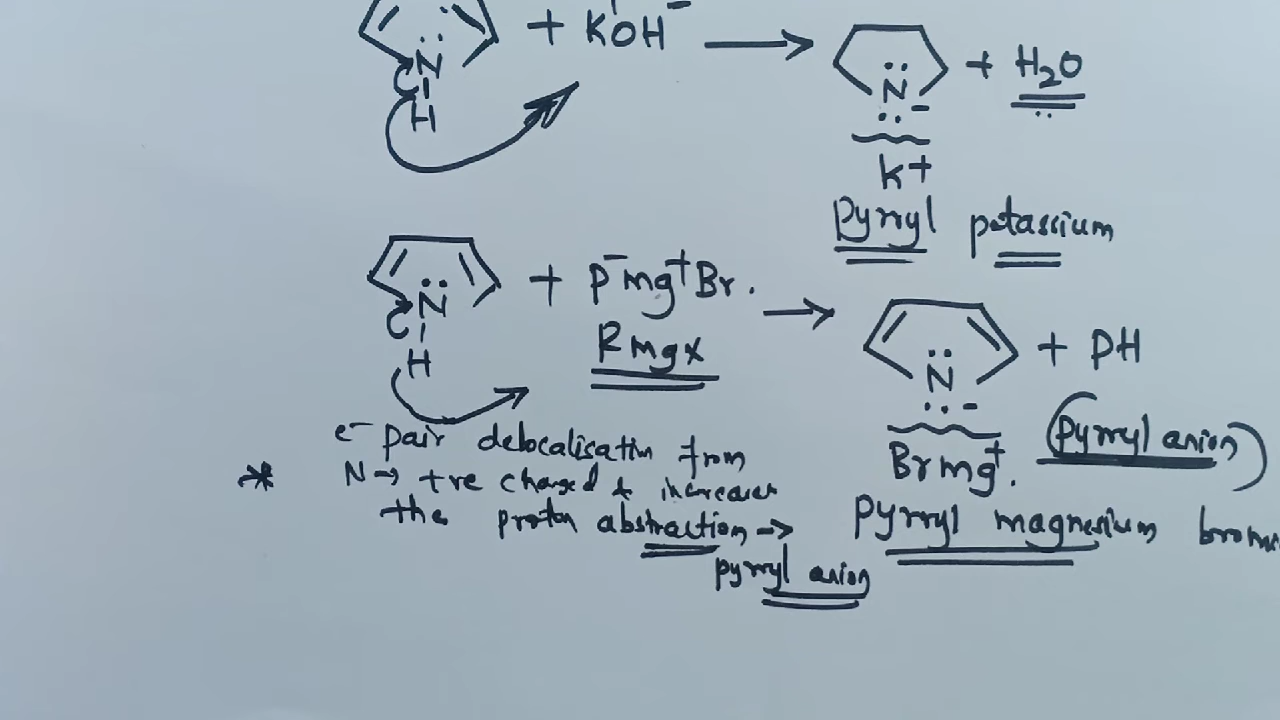 + KOH⁻ → N⁻ + H₂O
N
H
K+
Pyrryl potassium
N + P⁻mg⁺Br. → N⁻ + PH
H
Rmgx
(Pyrryl anion)
Brmg⁺.
Pyrryl magnesium
e⁻ pair delocalisatin from
* N → +ve charged & increases
the proton abstraction →
pyrryl anion